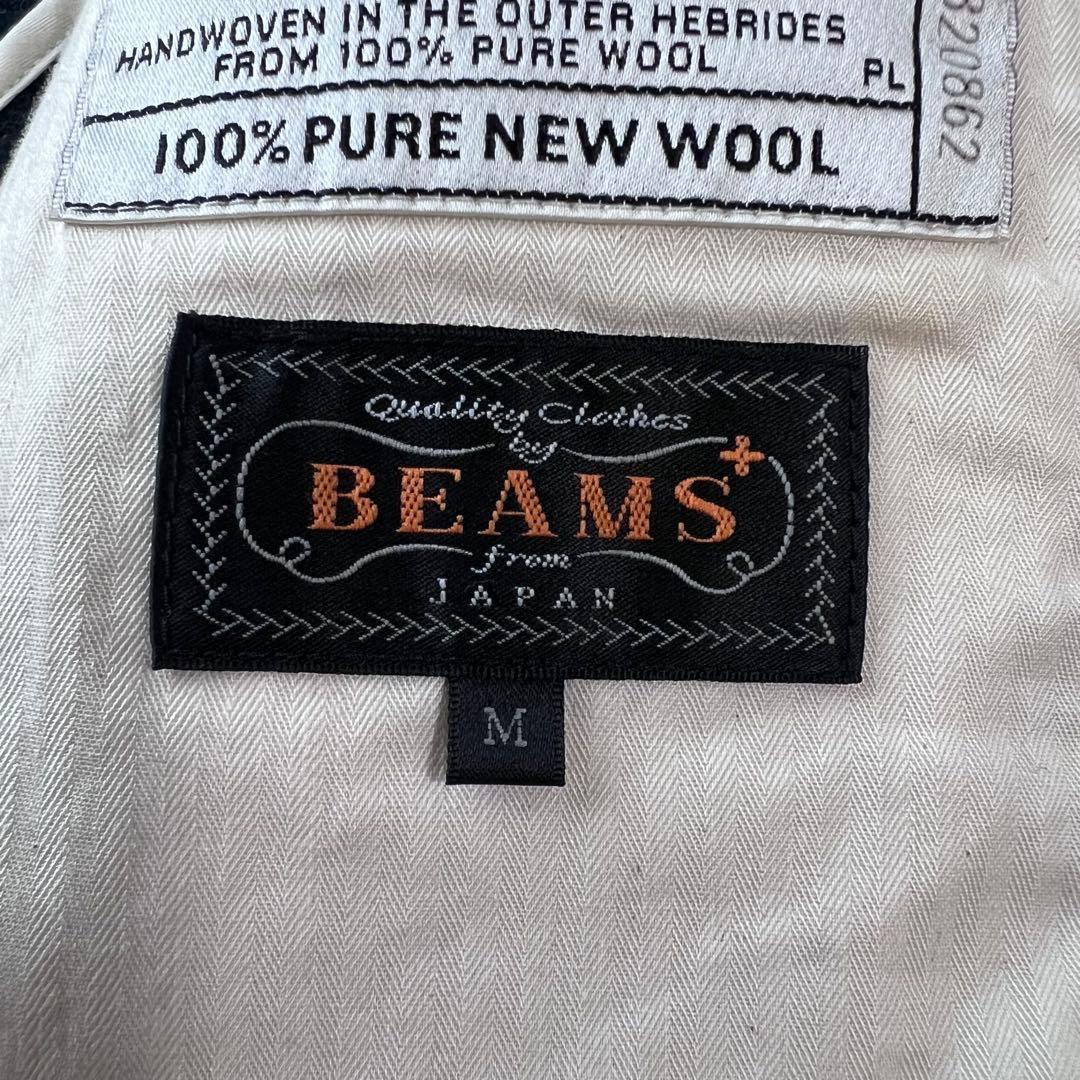 HANDWOVEN IN THE OUTER HEBRIDES
FROM 100% PURE WOOL
PL
100% PURE NEW WOOL
320862
Quality Clothes
by
BEAMS+
from
JAPAN
M